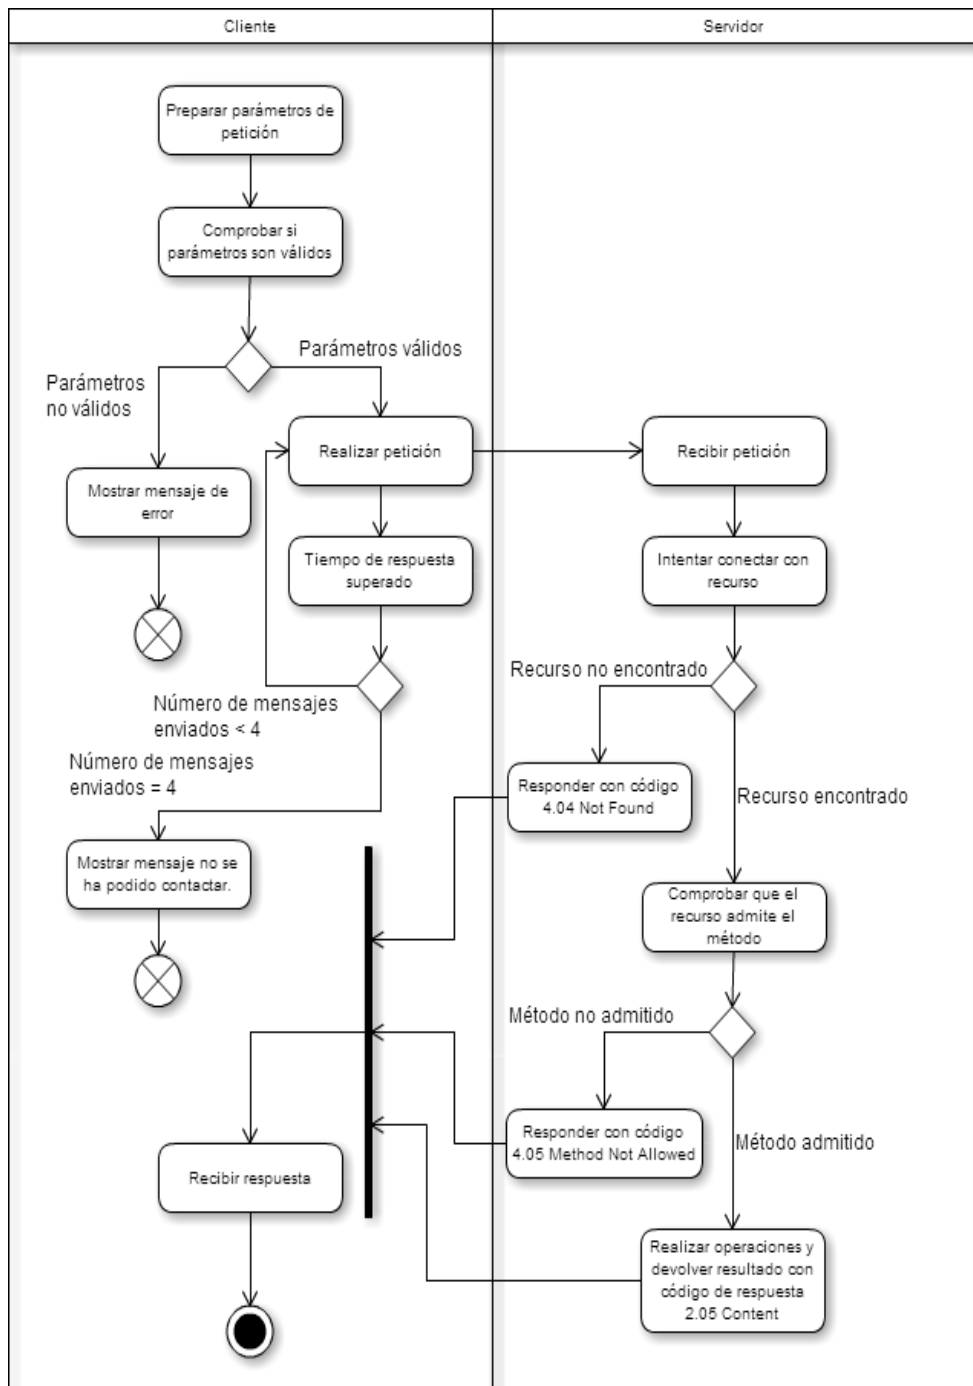 Cliente
Servidor
Preparar parámetros de
petición
Comprobar si
parámetros son válidos
Parámetros válidos
Parámetros
no válidos
Realizar petición
Recibir petición
Mostrar mensaje de
error
Tiempo de respuesta
superado
Intentar conectar con
recurso
Recurso no encontrado
Número de mensajes
enviados < 4
Número de mensajes
enviados = 4
Responder con código
4.04 Not Found
Recurso encontrado
Mostrar mensaje no se
ha podido contactar.
Comprobar que el
recurso admite el
método
Método no admitido
Responder con código
4.05 Method Not Allowed
Método admitido
Recibir respuesta
Realizar operaciones y
devolver resultado con
código de respuesta
2.05 Content